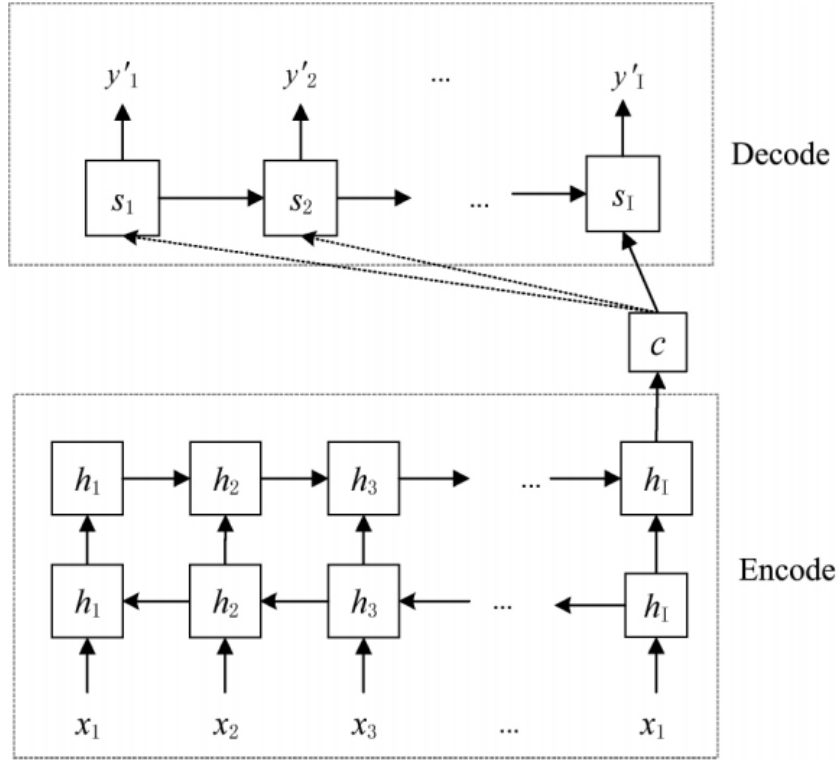 y'₁ y'₂ ... y'ᵢ
Decode
s₁ s₂ ... sᵢ
c
h₁ h₂ h₃ ... hᵢ
Encode
h₁ h₂ h₃ ... hᵢ
x₁ x₂ x₃ ... x₁